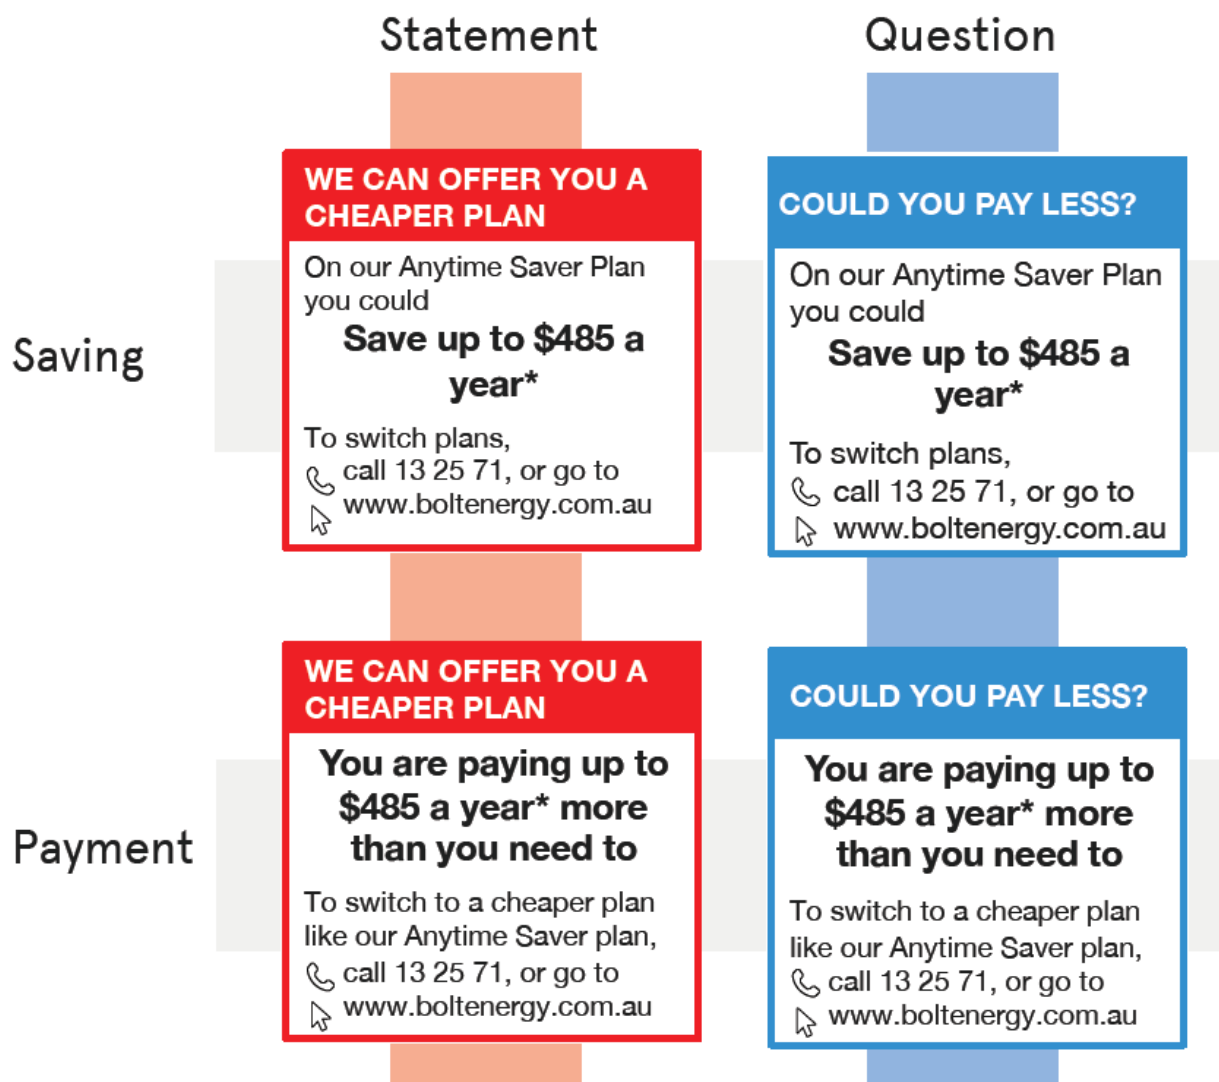 Statement
Question
Saving
WE CAN OFFER YOU A
CHEAPER PLAN
On our Anytime Saver Plan
you could
Save up to $485 a
year*
To switch plans,
call 13 25 71, or go to
www.boltenergy.com.au
COULD YOU PAY LESS?
On our Anytime Saver Plan
you could
Save up to $485 a
year*
To switch plans,
call 13 25 71, or go to
www.boltenergy.com.au
Payment
WE CAN OFFER YOU A
CHEAPER PLAN
You are paying up to
$485 a year* more
than you need to
To switch to a cheaper plan
like our Anytime Saver plan,
call 13 25 71, or go to
www.boltenergy.com.au
COULD YOU PAY LESS?
You are paying up to
$485 a year* more
than you need to
To switch to a cheaper plan
like our Anytime Saver plan,
call 13 25 71, or go to
www.boltenergy.com.au